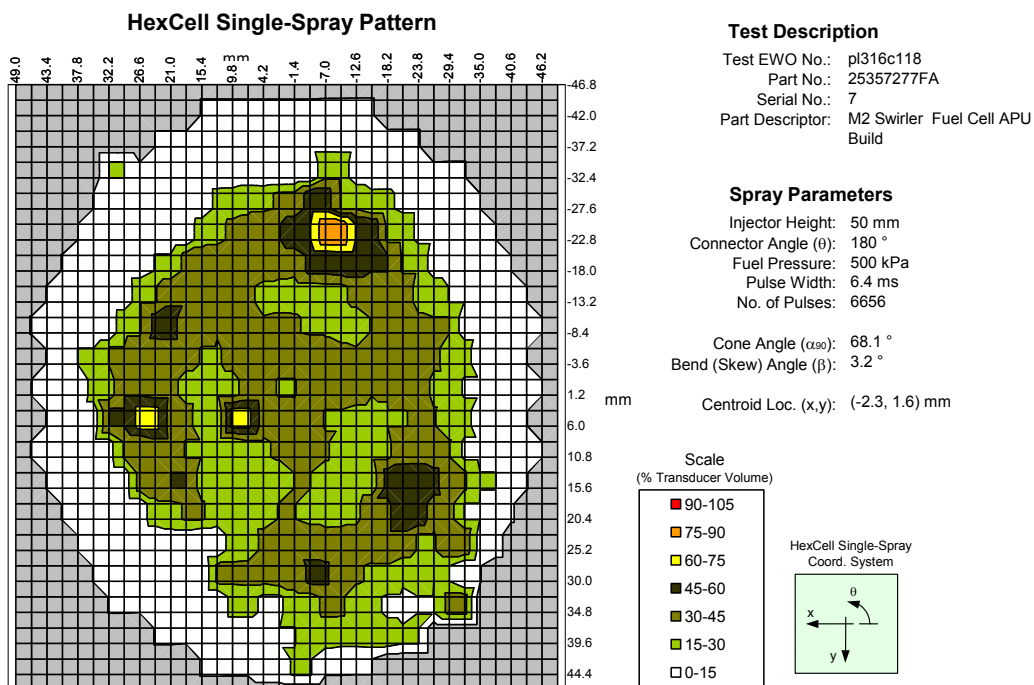 HexCell Single-Spray Pattern
mm
49.0 43.4 37.8 32.2 26.6 21.0 15.4 9.8 4.2 -1.4 -7.0 -12.6 -18.2 -23.8 -29.4 -35.0 -40.6 -46.2
-46.8
-42.0
-37.2
-32.4
-27.6
-22.8
-18.0
-13.2
-8.4
-3.6
1.2
6.0
10.8
15.6
20.4
25.2
30.0
34.8
39.6
44.4
mm
Test Description
Test EWO No.: pl316c118
Part No.: 25357277FA
Serial No.: 7
Part Descriptor: M2 Swirler Fuel Cell APU
Build
Spray Parameters
Injector Height: 50 mm
Connector Angle (θ): 180 °
Fuel Pressure: 500 kPa
Pulse Width: 6.4 ms
No. of Pulses: 6656
Cone Angle (α90): 68.1 °
Bend (Skew) Angle (β): 3.2 °
Centroid Loc. (x,y): (-2.3, 1.6) mm
Scale
(% Transducer Volume)
90-105
75-90
60-75
45-60
30-45
15-30
0-15
HexCell Single-Spray
Coord. System
θ
x
y